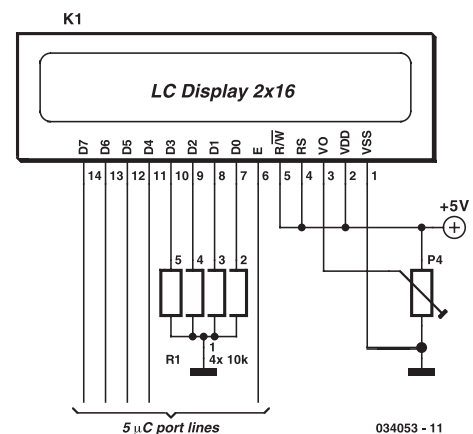 K1
LC Display 2x16
D7 D6 D5 D4 D3 D2 D1 D0 E R/W RS VO VDD VSS
14 13 12 11 10 9 8 7 6 5 4 3 2 1
+5V
5 4 3 2
P4
R1
1
4x 10k
5 µC port lines
034053 - 11